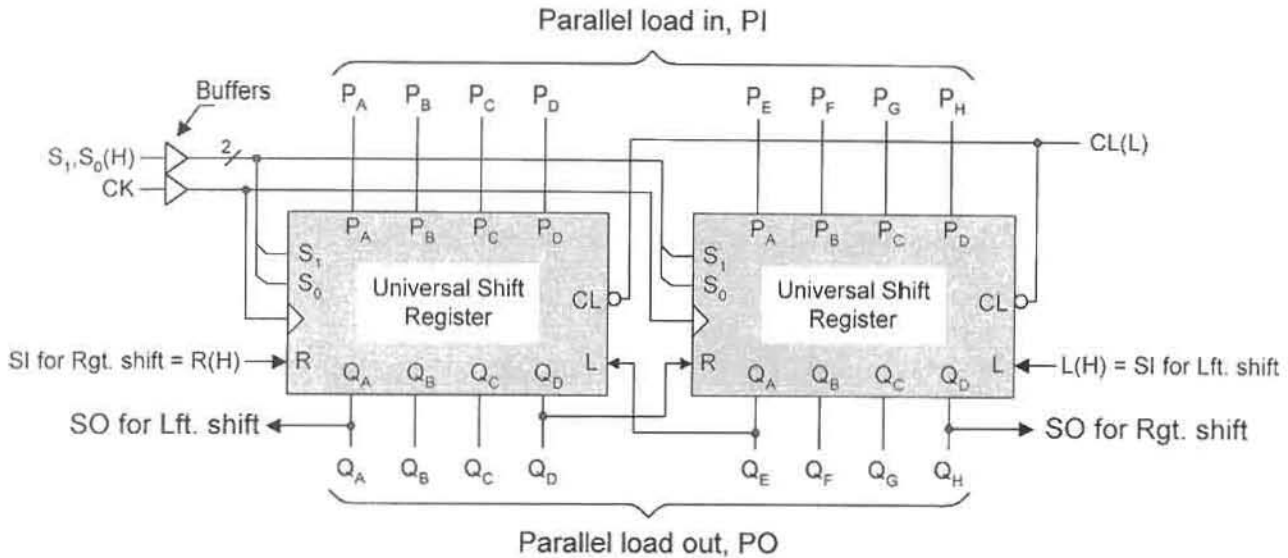 Parallel load in, PI
Buffers
P_A P_B P_C P_D P_E P_F P_G P_H
S_1,S_0(H) 2 CL(L)
CK
P_A P_B P_C P_D P_A P_B P_C P_D
S_1 S_1
S_0 S_0
Universal Shift CL Universal Shift CL
Register Register
SI for Rgt. shift = R(H) R L R L L(H) = SI for Lft. shift
Q_A Q_B Q_C Q_D Q_A Q_B Q_C Q_D
SO for Lft. shift SO for Rgt. shift
Q_A Q_B Q_C Q_D Q_E Q_F Q_G Q_H
Parallel load out, PO